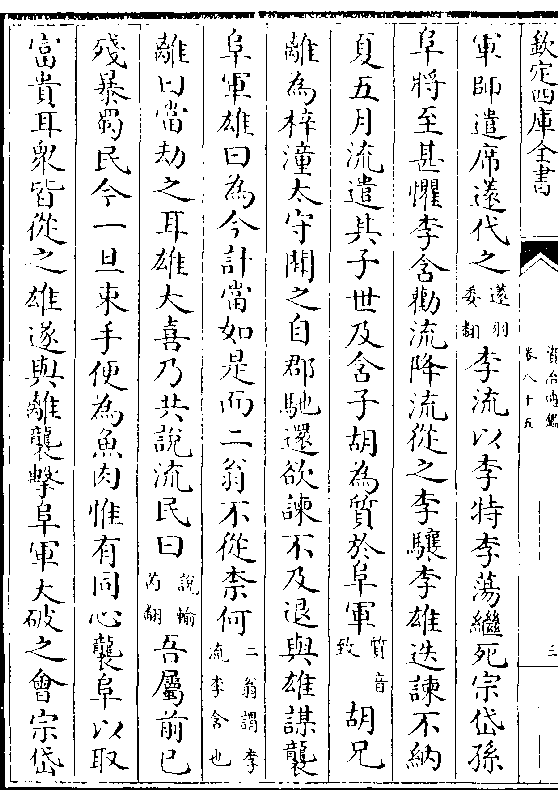 欽定四庫全書
資治通鑑
卷八十五
三
軍師遣席薳代之薳羽委翻李流以李特李蕩繼死宗岱孫
阜將至甚懼李含勸流降流從之李驤李雄迭諫不納
夏五月流遣其子世及含子胡為質於阜軍質音致胡兄
離為梓潼太守聞之自郡馳還欲諫不及退與雄謀襲
阜軍雄曰為今計當如是而二翁不從柰何二翁謂李流李含也
離曰當劫之耳雄大喜乃共說流民曰說輸芮翻吾屬前已
殘暴蜀民今一旦束手便為魚肉惟有同心襲阜以取
富貴耳衆皆從之雄遂與離襲擊阜軍大破之會宗岱